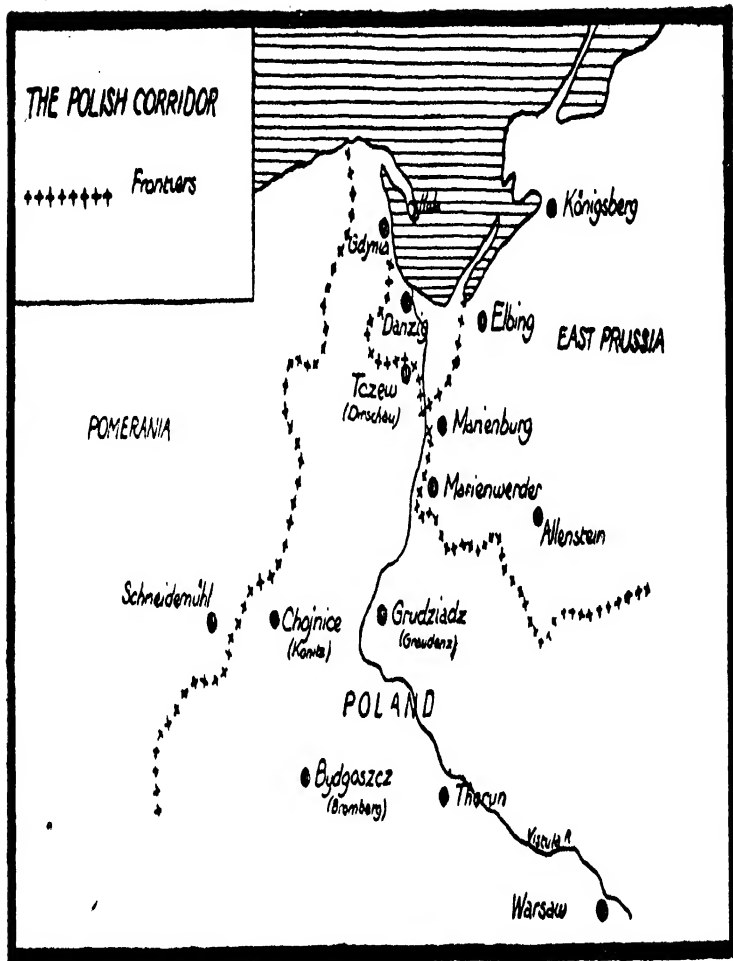 THE POLISH CORRIDOR
Frontiers
Königsberg
Gdynia
Danzig
Elbing
EAST PRUSSIA
Tczew
(Dirschau)
POMERANIA
Marienburg
Marienwerder
Allenstein
Schneidemühl
Chojnice
(Konitz)
Grudziadz
(Graudenz)
POLAND
Bydgoszcz
(Bromberg)
Thorun
Vistula R.
Warsaw